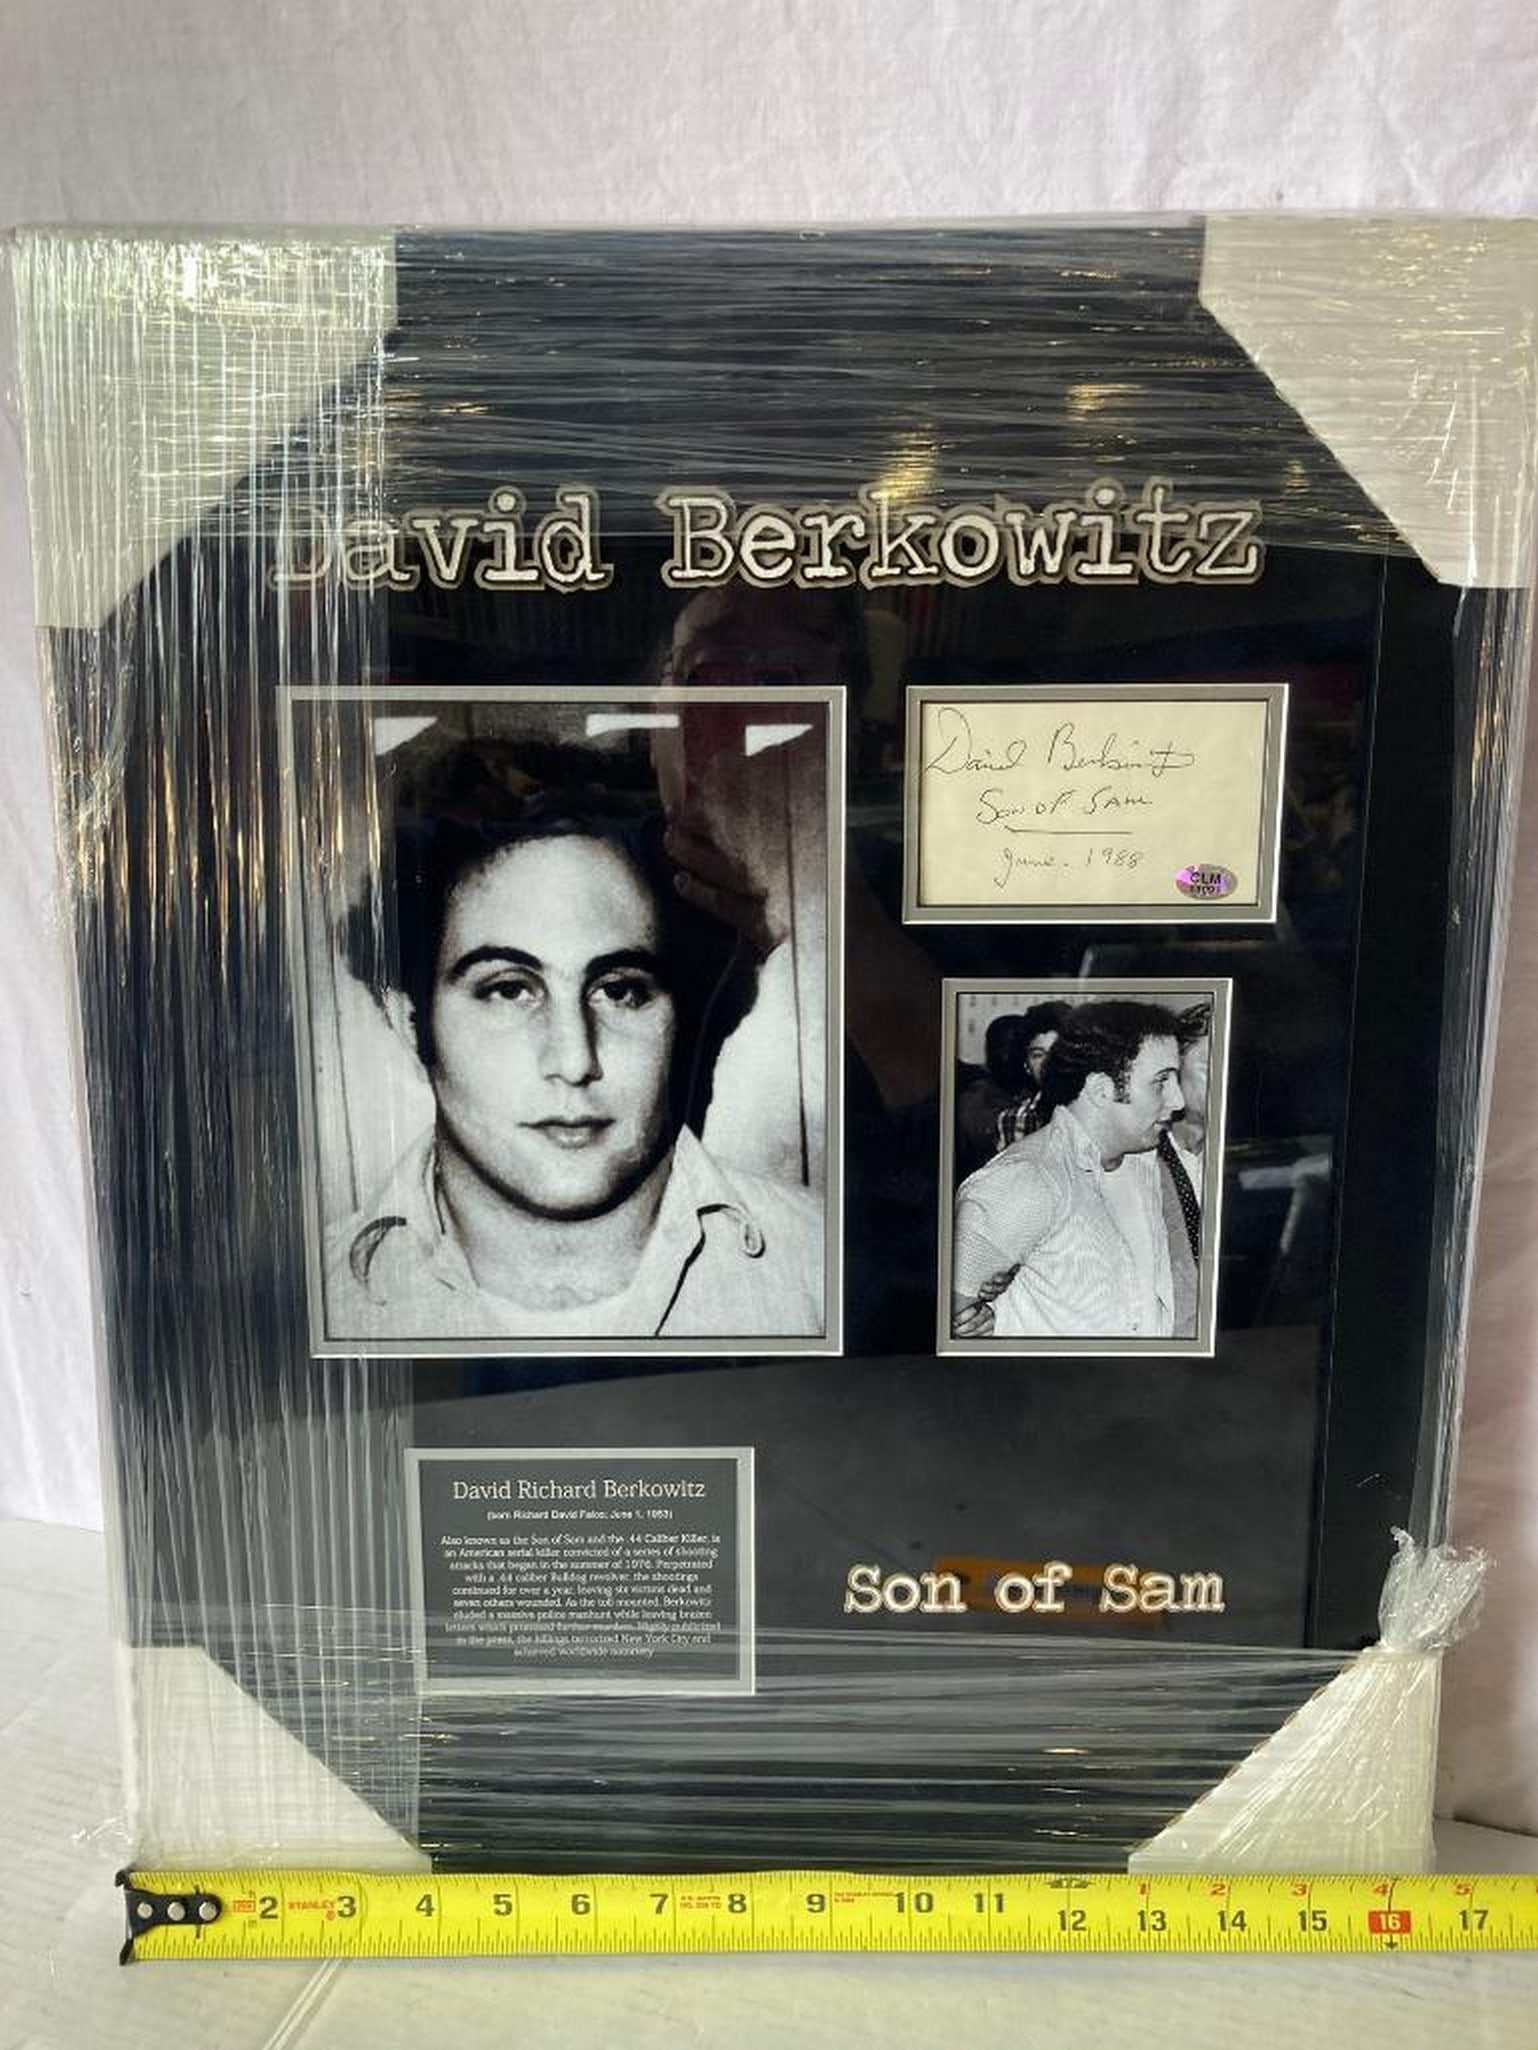 David Berkowitz
David Berkowitz
Son of Sam
June. 1988
CLM
David Richard Berkowitz
(born Richard David Falco; June 1, 1953)
Also known as the Son of Sam and the .44 Caliber Killer, is
an American serial killer convicted of a series of shooting
attacks that began in the summer of 1976. Perpetrated
with a .44 caliber Bulldog revolver, the shootings
continued for over a year, leaving six victims dead and
seven others wounded. As the toll mounted, Berkowitz
eluded a massive police manhunt while leaving brazen
letters which promised further murders. Highly publicized
in the press, the killings terrorized New York City and
achieved worldwide notoriety.
Son of Sam
2 STANLEY 3 4 5 6 7 8 9 10 11 12 13 14 15 16 17
1 2 3 4 5